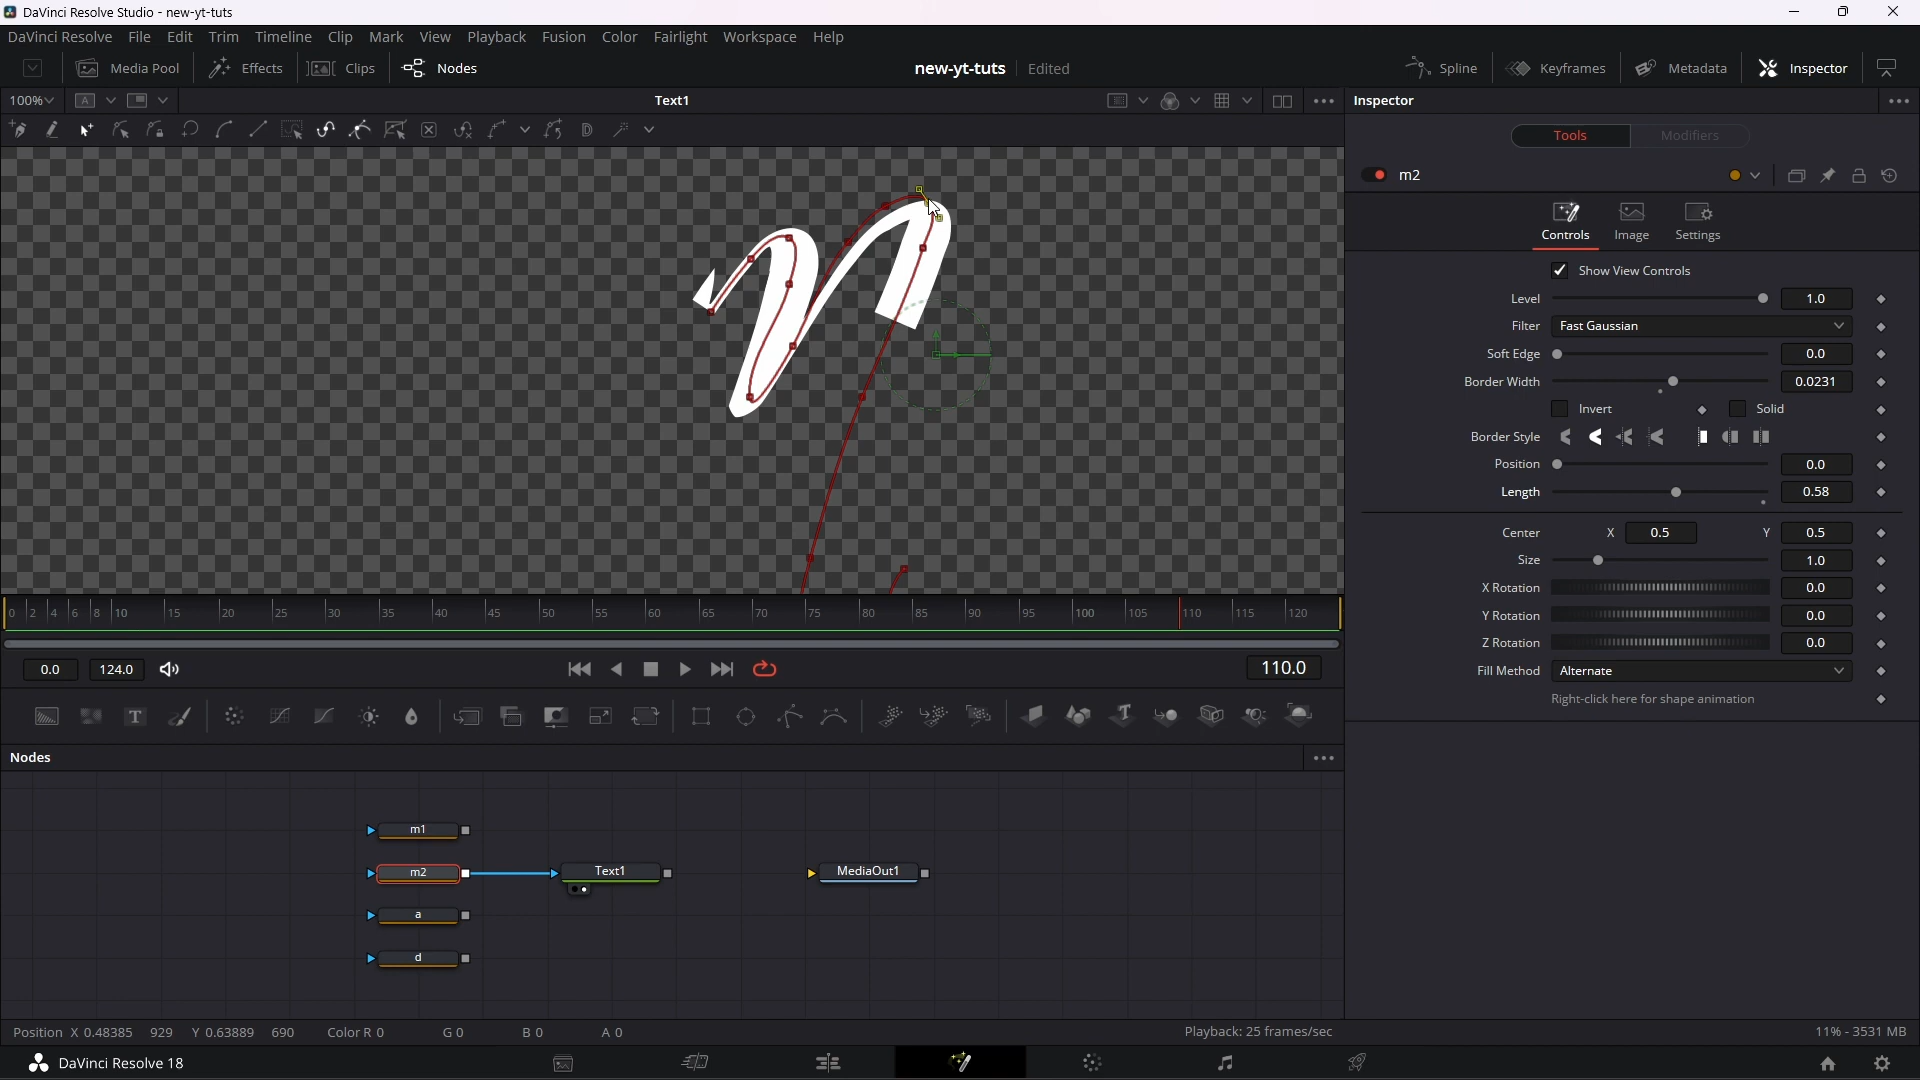 DaVinci Resolve Studio - new-yt-tuts
DaVinci Resolve File Edit Trim Timeline Clip Mark View Playback Fusion Color Fairlight Workspace Help
Media Pool Effects Clips Nodes new-yt-tuts Edited Spline Keyframes Metadata Inspector
100% A Text1 Inspector
D
Tools Modifiers
m2
Controls Image Settings
Show View Controls
Level 1.0
Filter Fast Gaussian
Soft Edge 0.0
Border Width 0.0231
Invert Solid
Border Style
Position 0.0
Length 0.58
Center X 0.5 Y 0.5
Size 1.0
X Rotation 0.0
Y Rotation 0.0
Z Rotation 0.0
Fill Method Alternate
Right-click here for shape animation
0 2 4 6 8 10 15 20 25 30 35 40 45 50 55 60 65 70 75 80 85 90 95 100 105 110 115 120
0.0 124.0 110.0
T
Nodes
m1
m2 Text1 MediaOut1
a
d
Position X 0.48385 929 Y 0.63889 690 Color R 0 G 0 B 0 A 0 Playback: 25 frames/sec 11% - 3531 MB
DaVinci Resolve 18